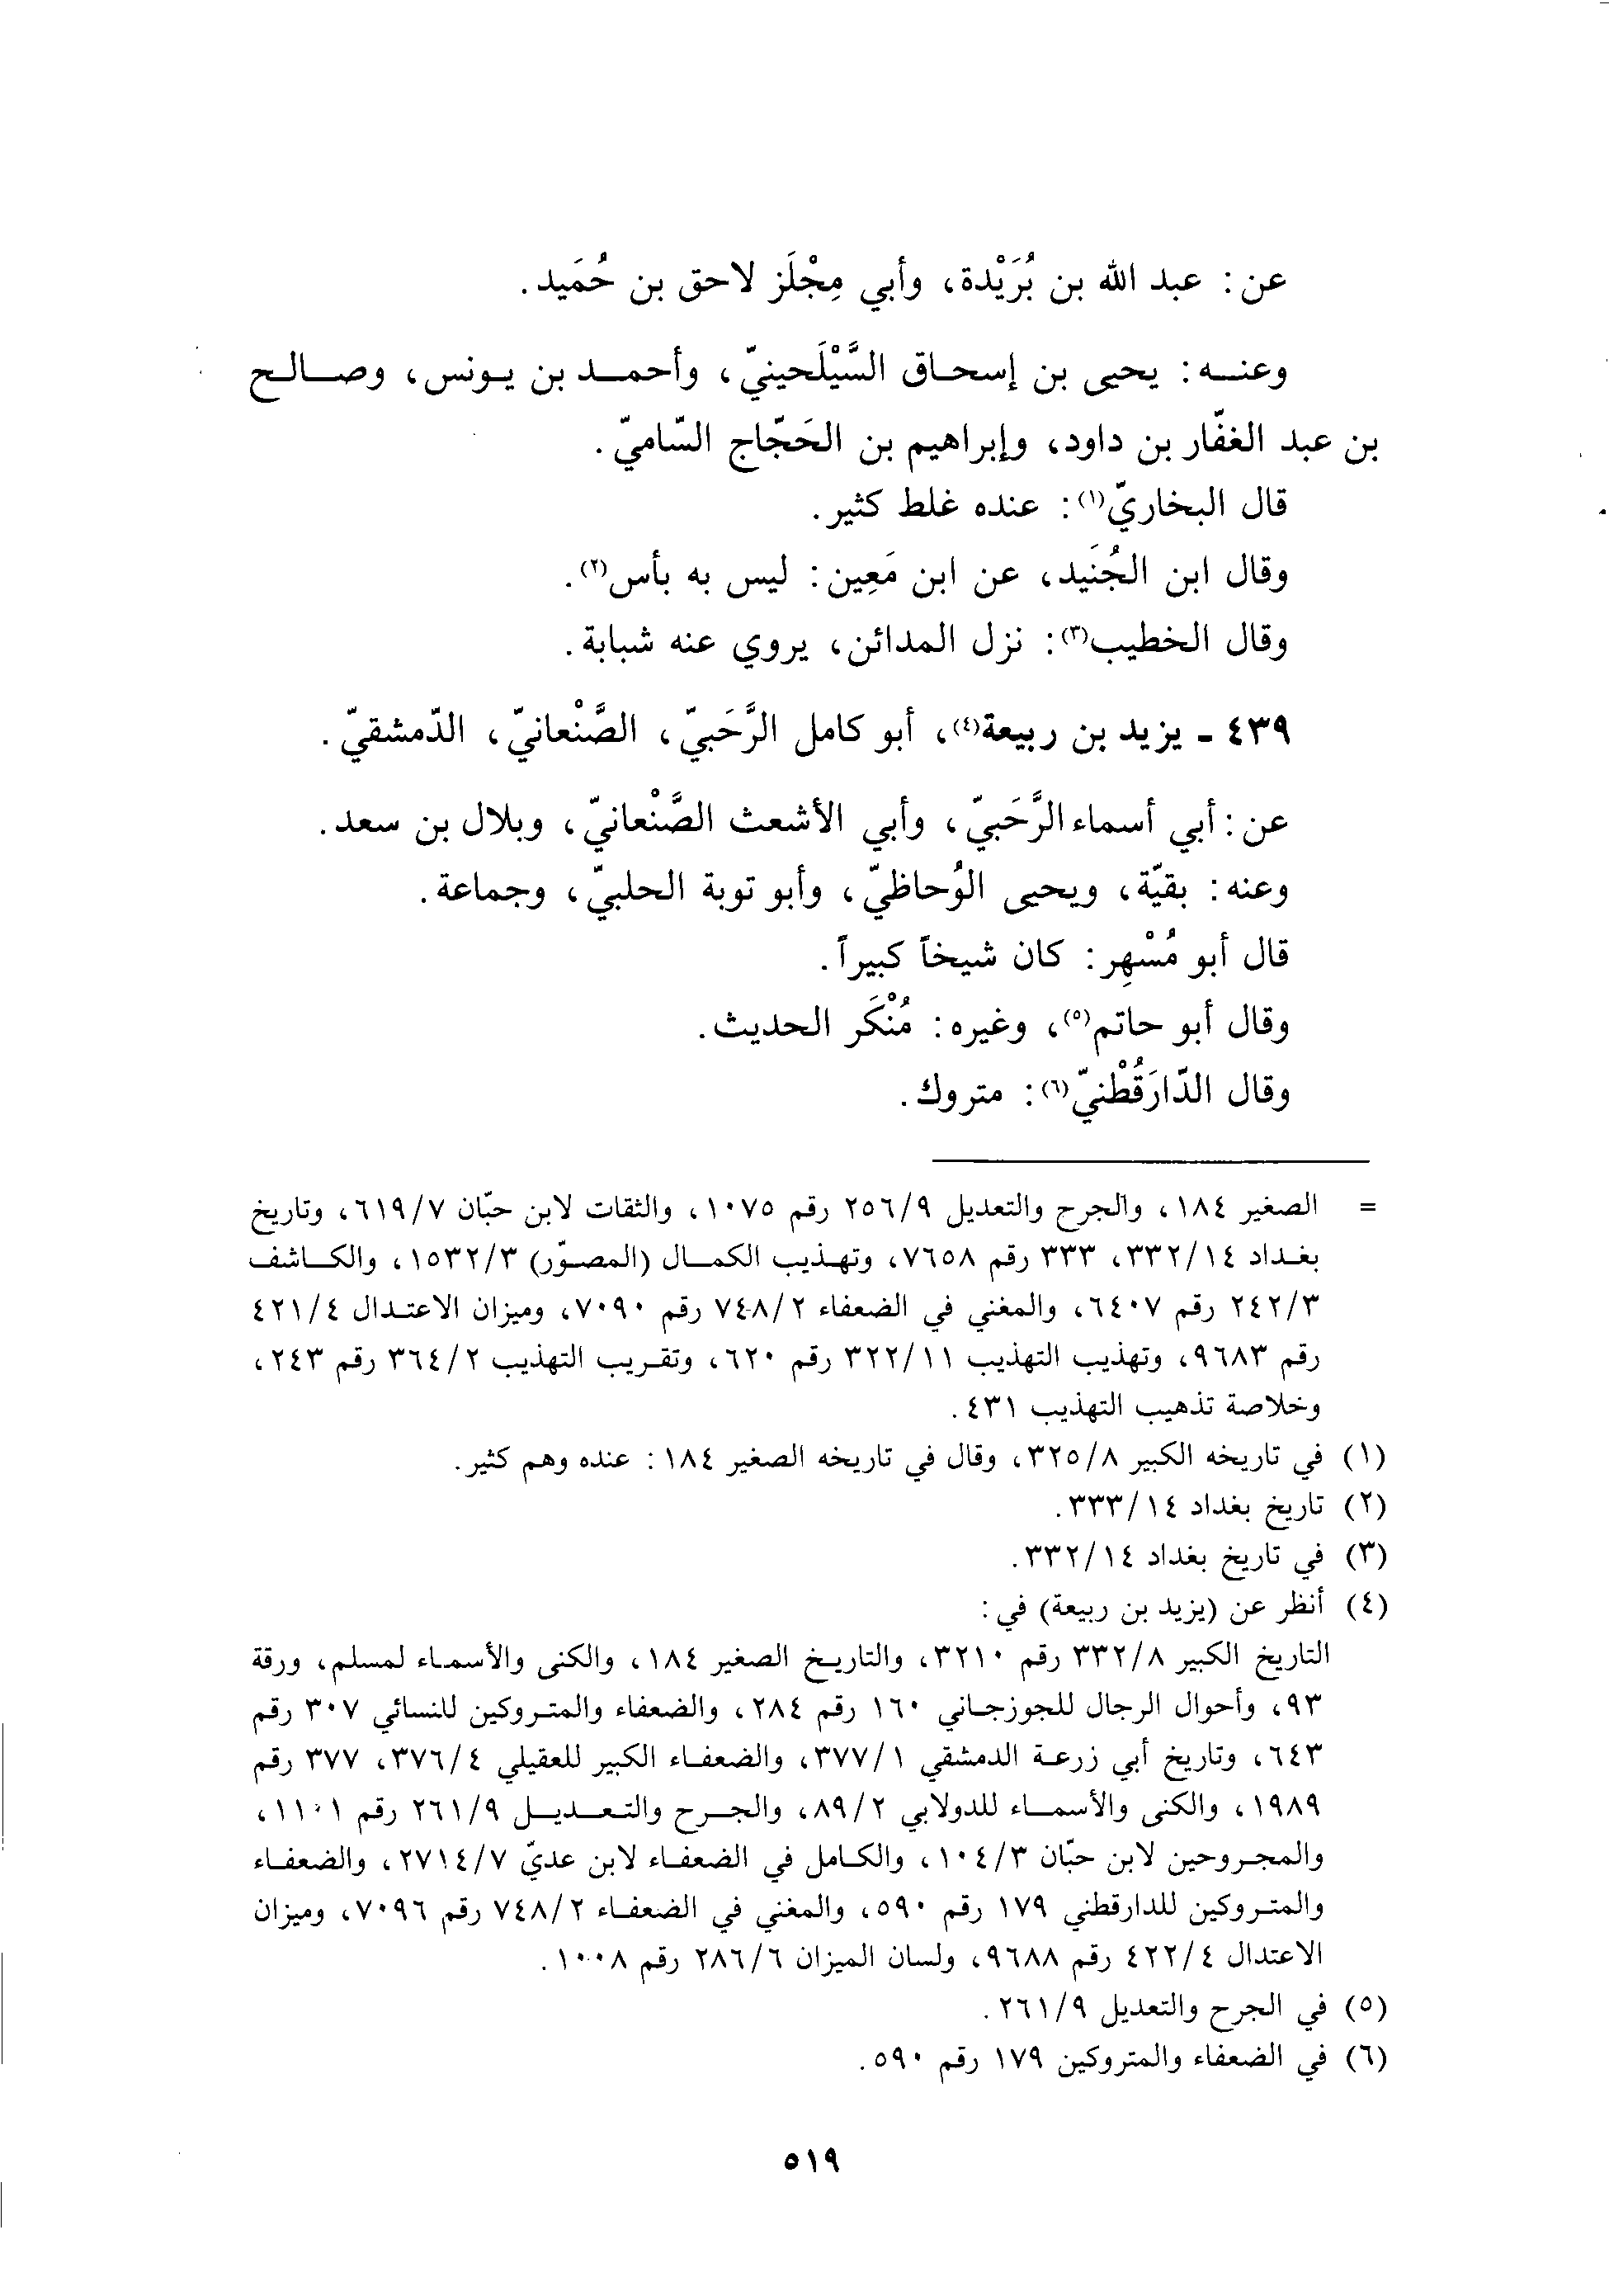 عن: عبد الله بن بُرَيْدة، وأبي مِجْلَز لاحق بن حُمَيد.
وعنه: يحيى بن إسحاق السَّيْلَحينيّ، وأحمد بن يونس، وصالح
بن عبد الغفّار بن داود، وإبراهيم بن الحَجّاج السّاميّ.
قال البخاريّ(١): عنده غلط كثير.
وقال ابن الجُنَيد، عن ابن مَعِين: ليس به بأس(٢).
وقال الخطيب(٣): نزل المدائن، يروي عنه شبابة.
٤٣٩ - يزيد بن ربيعة(٤)، أبو كامل الرَّحَبيّ، الصَّنْعانيّ، الدّمشقيّ.
عن: أبي أسماء الرَّحَبيّ، وأبي الأشعث الصَّنْعانيّ، وبلال بن سعد.
وعنه: بقيّة، ويحيى الوُحاظيّ، وأبو توبة الحلبيّ، وجماعة.
قال أبو مُسْهِر: كان شيخاً كبيراً.
وقال أبو حاتم(٥)، وغيره: مُنْكَر الحديث.
وقال الدّارَقُطْنيّ(٦): متروك.
= الصغير ١٨٤، والجرح والتعديل ٢٥٦/٩ رقم ١٠٧٥، والثقات لابن حبّان ٦١٩/٧، وتاريخ
بغداد ٣٣٢/١٤، ٣٣٣ رقم ٧٦٥٨، وتهذيب الكمال (المصوّر) ١٥٣٢/٣، والكاشف
٢٤٢/٣ رقم ٦٤٠٧، والمغني في الضعفاء ٧٤٨/٢ رقم ٧٠٩٠، وميزان الاعتدال ٤٢١/٤
رقم ٩٦٨٣، وتهذيب التهذيب ٣٢٢/١١ رقم ٦٢٠، وتقريب التهذيب ٣٦٤/٢ رقم ٢٤٣،
وخلاصة تذهيب التهذيب ٤٣١.
(١) في تاريخه الكبير ٣٢٥/٨، وقال في تاريخه الصغير ١٨٤: عنده وهم كثير.
(٢) تاريخ بغداد ٣٣٣/١٤.
(٣) في تاريخ بغداد ٣٣٢/١٤.
(٤) أنظر عن (يزيد بن ربيعة) في:
التاريخ الكبير ٣٣٢/٨ رقم ٣٢١٠، والتاريخ الصغير ١٨٤، والكنى والأسماء لمسلم، ورقة
٩٣، وأحوال الرجال للجوزجاني ١٦٠ رقم ٢٨٤، والضعفاء والمتروكين للنسائي ٣٠٧ رقم
٦٤٣، وتاريخ أبي زرعة الدمشقي ٣٧٧/١، والضعفاء الكبير للعقيلي ٣٧٦/٤، ٣٧٧ رقم
١٩٨٩، والكنى والأسماء للدولابي ٨٩/٢، والجرح والتعديل ٢٦١/٩ رقم ١١٠١،
والمجروحين لابن حبّان ١٠٤/٣، والكامل في الضعفاء لابن عديّ ٢٧١٤/٧، والضعفاء
والمتروكين للدارقطني ١٧٩ رقم ٥٩٠، والمغني في الضعفاء ٧٤٨/٢ رقم ٧٠٩٦، وميزان
الاعتدال ٤٢٢/٤ رقم ٩٦٨٨، ولسان الميزان ٢٨٦/٦ رقم ١٠٠٨.
(٥) في الجرح والتعديل ٢٦١/٩.
(٦) في الضعفاء والمتروكين ١٧٩ رقم ٥٩٠.
٥١٩